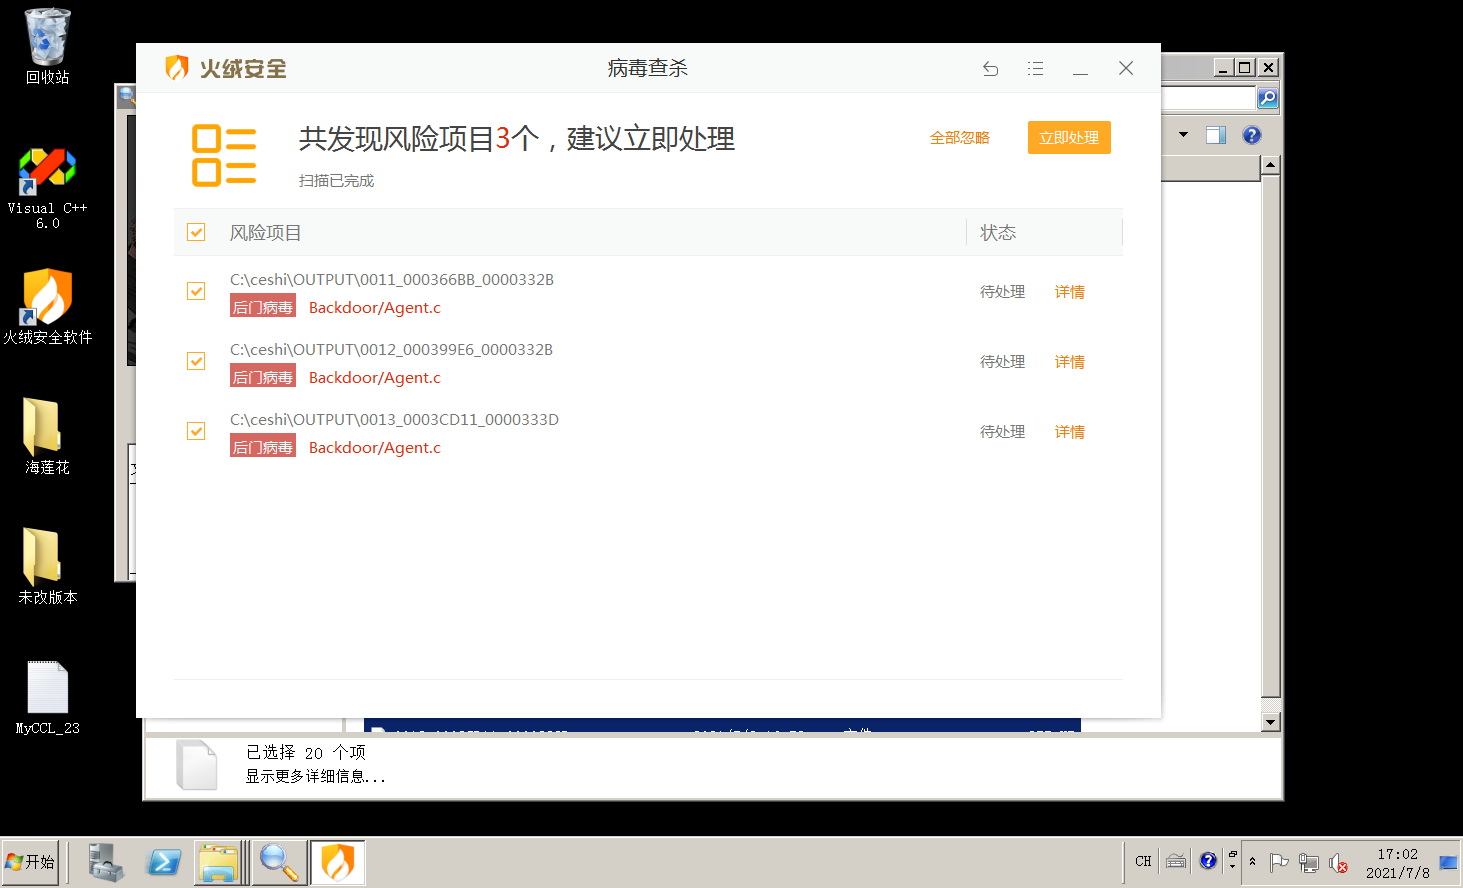 回收站
Visual C++
6.0
火绒安全软件
海莲花
未改版本
MyCCL_23
火绒安全
病毒查杀
共发现风险项目3个，建议立即处理
扫描已完成
全部忽略
立即处理
风险项目
状态
C:\ceshi\OUTPUT\0011_000366BB_0000332B
后门病毒 Backdoor/Agent.c
待处理 详情
C:\ceshi\OUTPUT\0012_000399E6_0000332B
后门病毒 Backdoor/Agent.c
待处理 详情
C:\ceshi\OUTPUT\0013_0003CD11_0000333D
后门病毒 Backdoor/Agent.c
待处理 详情
已选择 20 个项
显示更多详细信息...
开始
CH
17:02
2021/7/8